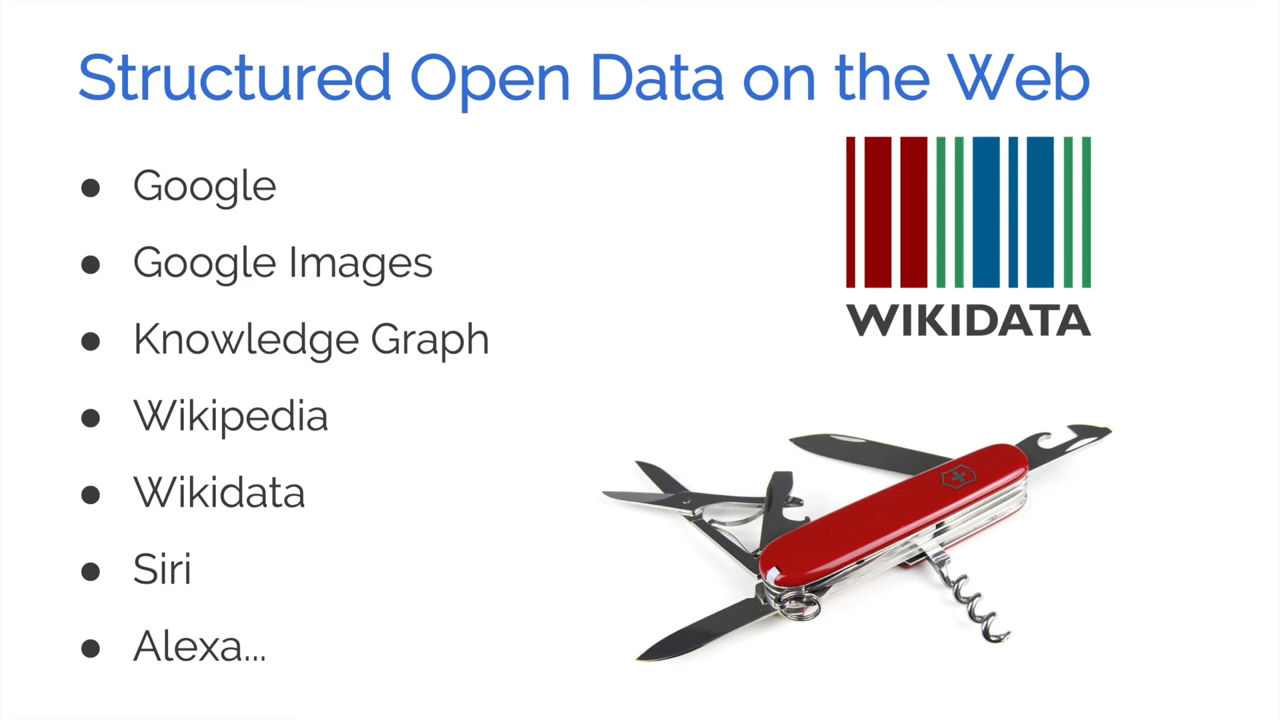 Structured Open Data on the Web
● Google
● Google Images
● Knowledge Graph
● Wikipedia
● Wikidata
● Siri
● Alexa...
WIKIDATA